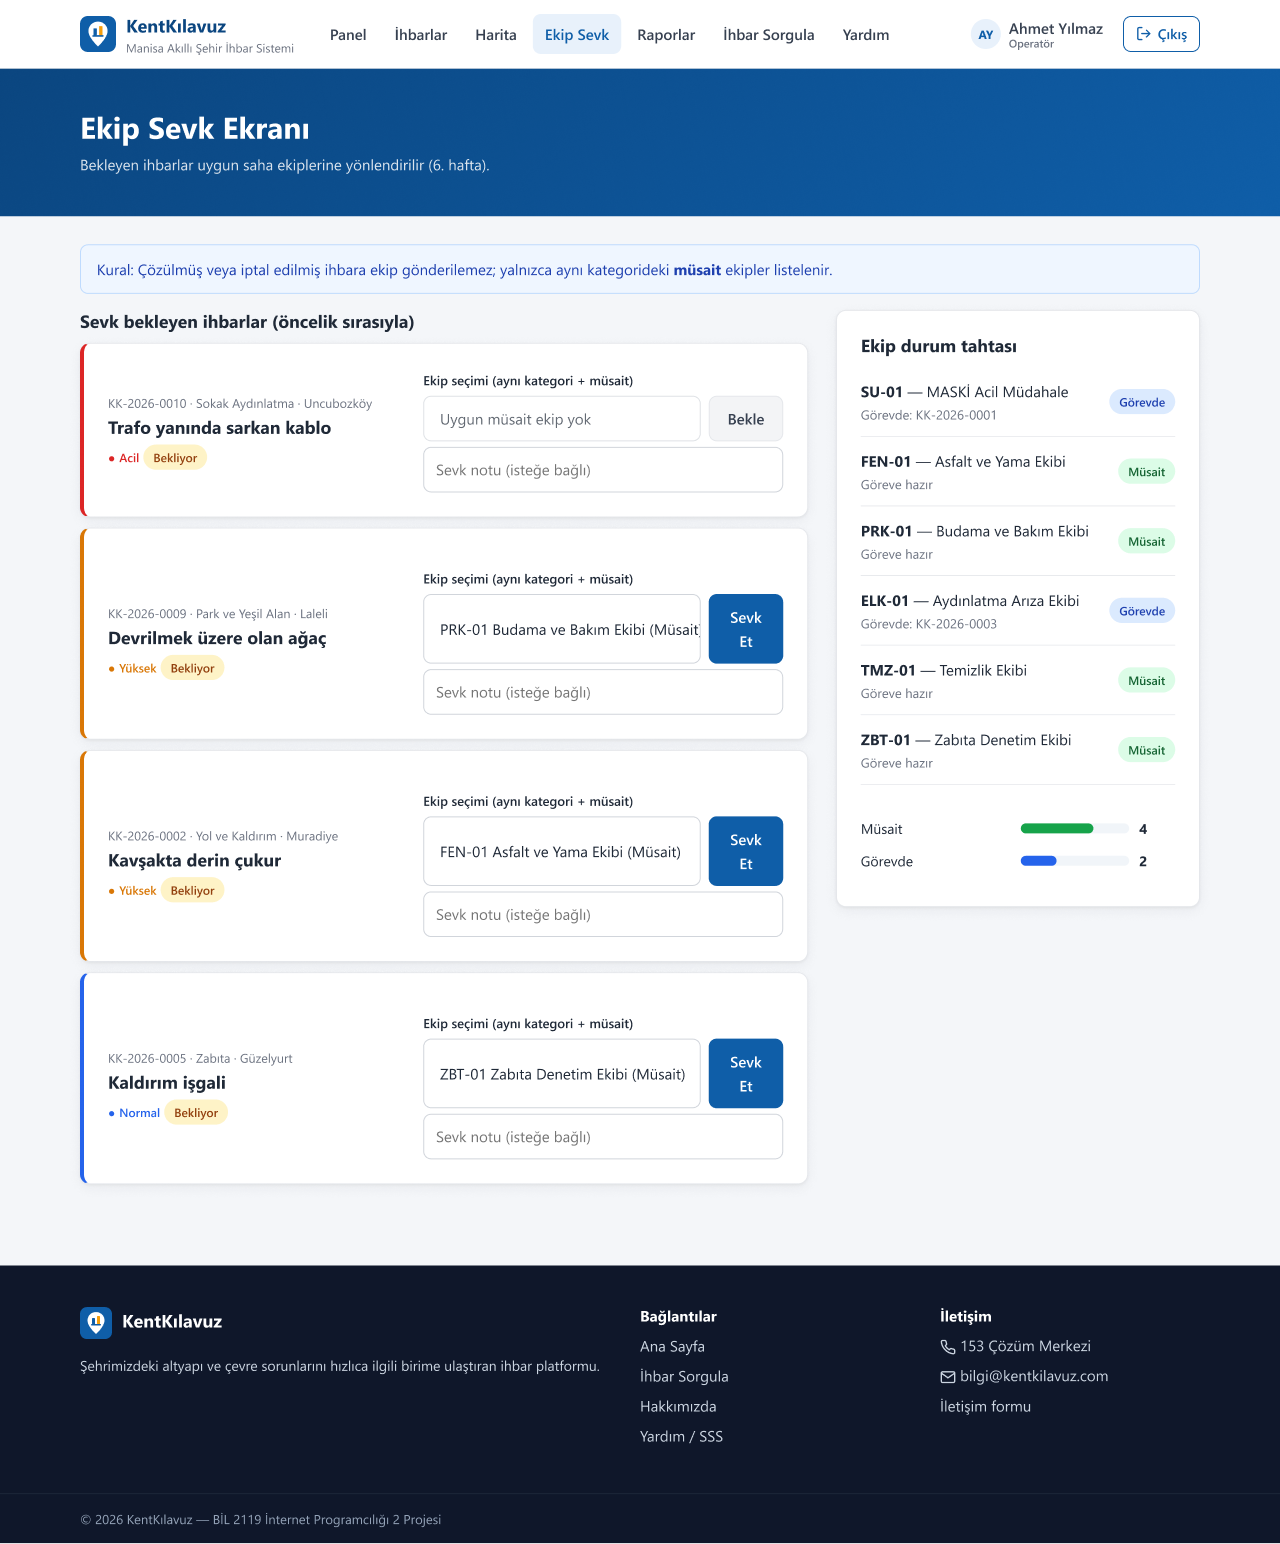 KentKılavuz
Manisa Akıllı Şehir İhbar Sistemi
Panel
İhbarlar
Harita
Ekip Sevk
Raporlar
İhbar Sorgula
Yardım
AY
Ahmet Yılmaz
Operatör
Çıkış
Ekip Sevk Ekranı
Bekleyen ihbarlar uygun saha ekiplerine yönlendirilir (6. hafta).
Kural: Çözülmüş veya iptal edilmiş ihbara ekip gönderilemez; yalnızca aynı kategorideki müsait ekipler listelenir.
Sevk bekleyen ihbarlar (öncelik sırasıyla)
KK-2026-0010 · Sokak Aydınlatma · Uncubozköy
Trafo yanında sarkan kablo
● Acil Bekliyor
Ekip seçimi (aynı kategori + müsait)
Uygun müsait ekip yok
Bekle
Sevk notu (isteğe bağlı)
KK-2026-0009 · Park ve Yeşil Alan · Laleli
Devrilmek üzere olan ağaç
● Yüksek Bekliyor
Ekip seçimi (aynı kategori + müsait)
PRK-01 Budama ve Bakım Ekibi (Müsait)
Sevk
Et
Sevk notu (isteğe bağlı)
KK-2026-0002 · Yol ve Kaldırım · Muradiye
Kavşakta derin çukur
● Yüksek Bekliyor
Ekip seçimi (aynı kategori + müsait)
FEN-01 Asfalt ve Yama Ekibi (Müsait)
Sevk
Et
Sevk notu (isteğe bağlı)
KK-2026-0005 · Zabıta · Güzelyurt
Kaldırım işgali
● Normal Bekliyor
Ekip seçimi (aynı kategori + müsait)
ZBT-01 Zabıta Denetim Ekibi (Müsait)
Sevk
Et
Sevk notu (isteğe bağlı)
Ekip durum tahtası
SU-01 — MASKİ Acil Müdahale
Görevde: KK-2026-0001
Görevde
FEN-01 — Asfalt ve Yama Ekibi
Göreve hazır
Müsait
PRK-01 — Budama ve Bakım Ekibi
Göreve hazır
Müsait
ELK-01 — Aydınlatma Arıza Ekibi
Görevde: KK-2026-0003
Görevde
TMZ-01 — Temizlik Ekibi
Göreve hazır
Müsait
ZBT-01 — Zabıta Denetim Ekibi
Göreve hazır
Müsait
Müsait 4
Görevde 2
KentKılavuz
Şehrimizdeki altyapı ve çevre sorunlarını hızlıca ilgili birime ulaştıran ihbar platformu.
Bağlantılar
Ana Sayfa
İhbar Sorgula
Hakkımızda
Yardım / SSS
İletişim
153 Çözüm Merkezi
bilgi@kentkilavuz.com
İletişim formu
© 2026 KentKılavuz — BİL 2119 İnternet Programcılığı 2 Projesi